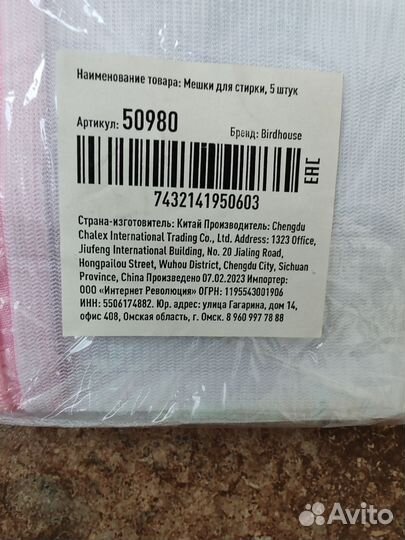 Наименование товара: Мешки для стирки, 5 штук
Артикул: 50980
Бренд: Birdhouse
EAC
7432141950603
Страна-изготовитель: Китай Производитель: Chengdu
Chalex International Trading Co., Ltd. Address: 1323 Office,
Jiufeng International Building, No. 20 Jialing Road,
Hongpailou Street, Wuhou District, Chengdu City, Sichuan
Province, China Произведено 07.02.2023 Импортер:
ООО «Интернет Революция» ОГРН: 1195543001906
ИНН: 5506174882. Юр. адрес: улица Гагарина, дом 14,
офис 408, Омская область, г. Омск. 8 960 997 78 88
Avito